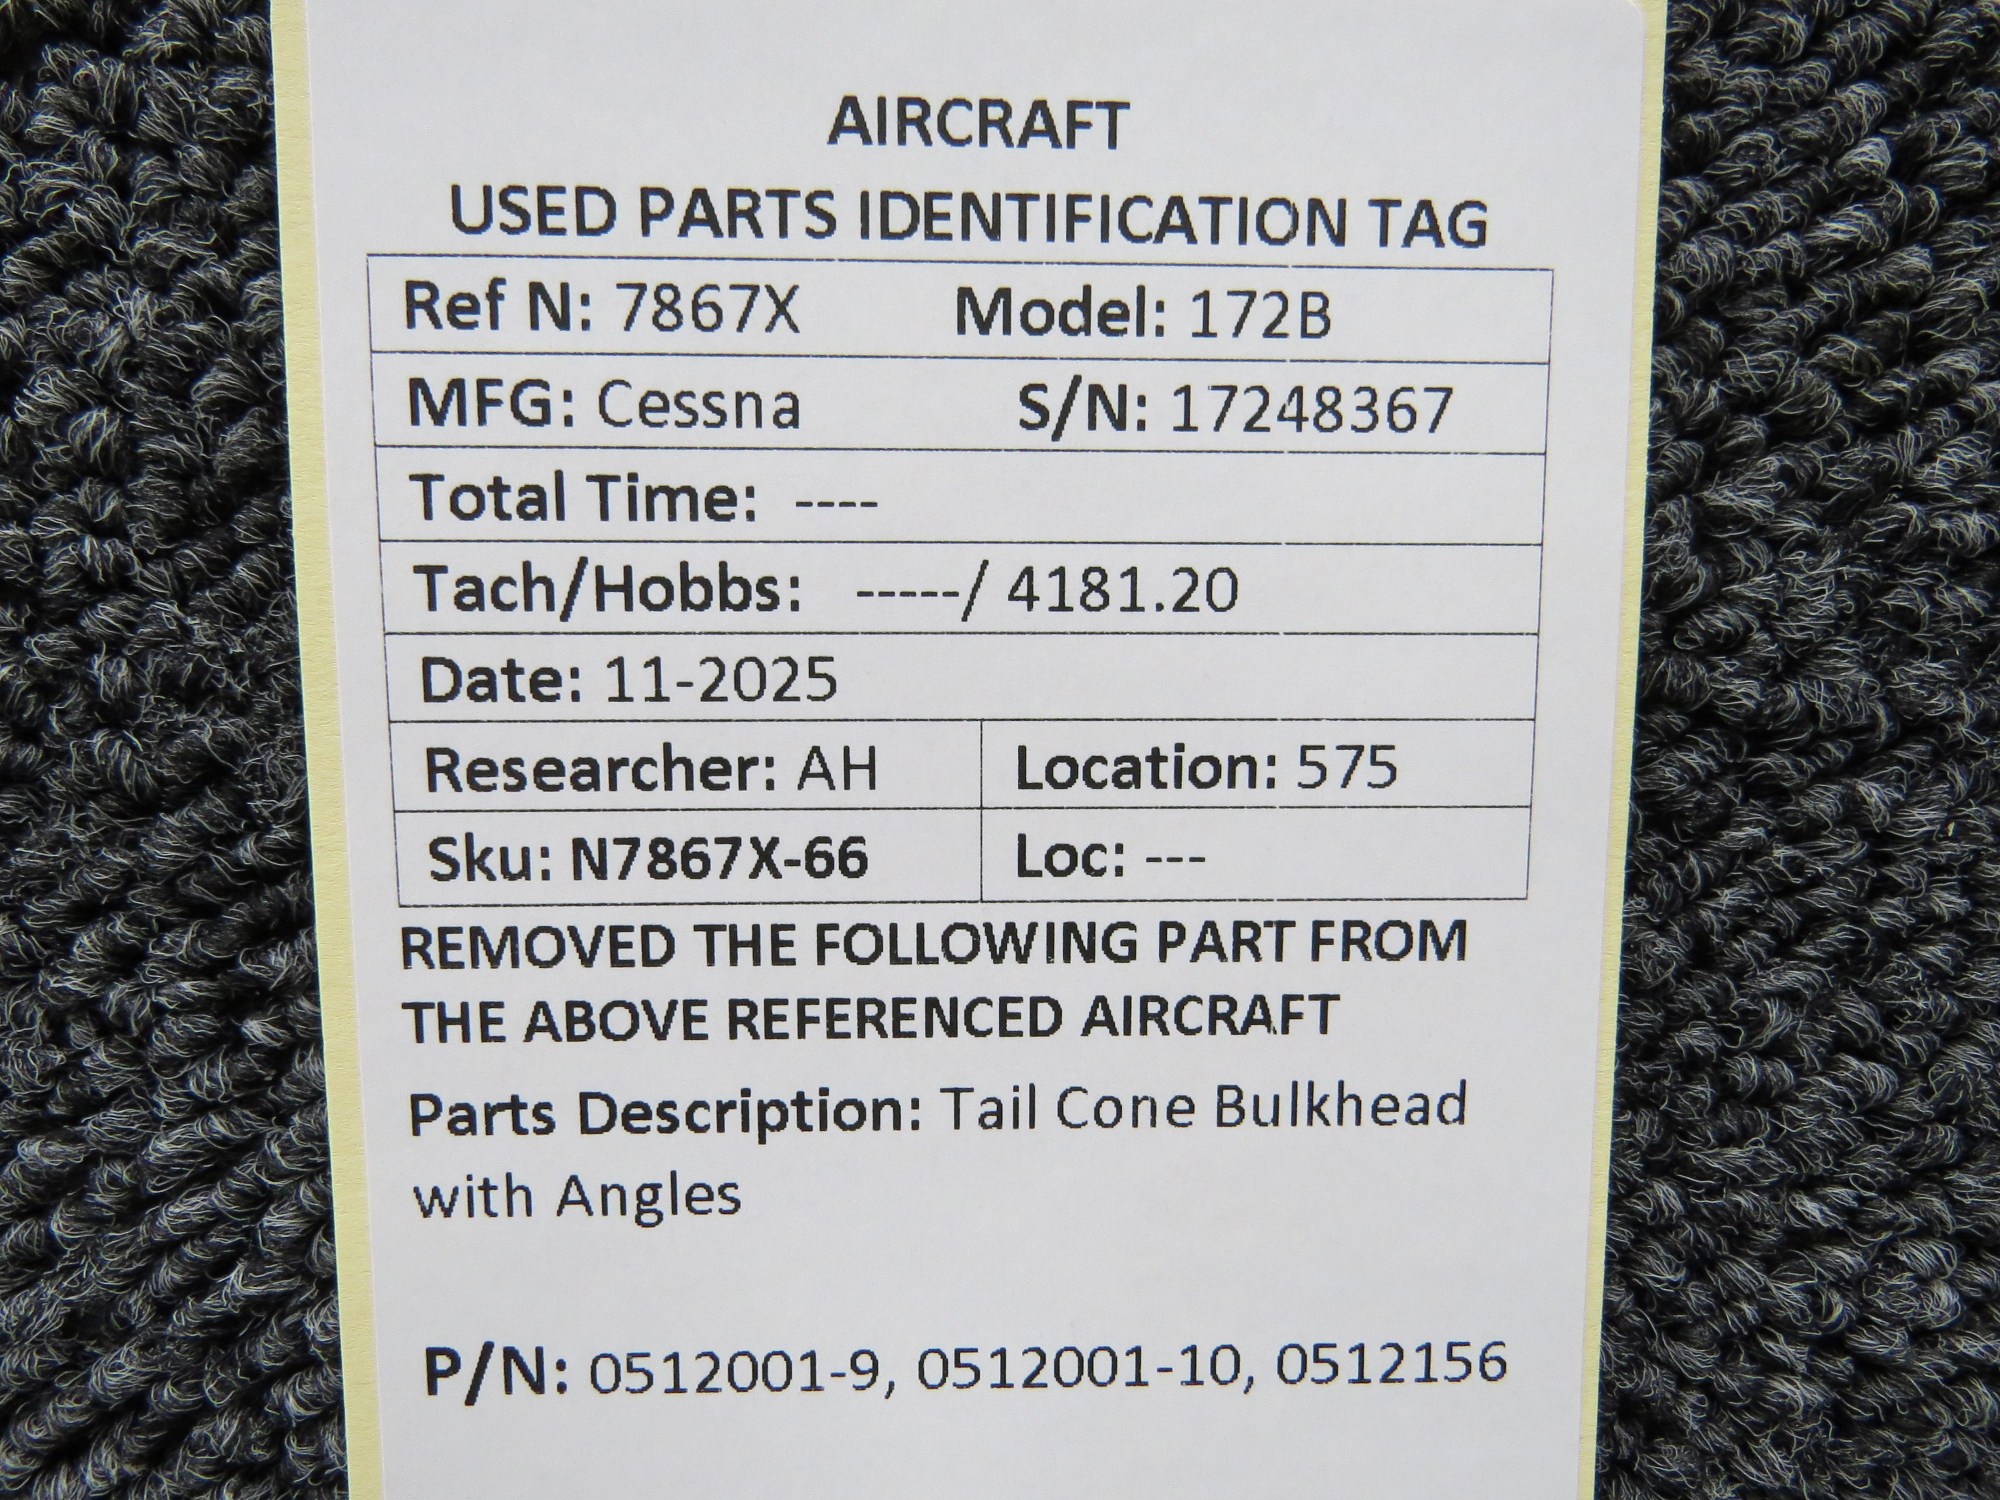 AIRCRAFT
USED PARTS IDENTIFICATION TAG
Ref N: 7867X Model: 172B
MFG: Cessna S/N: 17248367
Total Time: ----
Tach/Hobbs: -----/ 4181.20
Date: 11-2025
Researcher: AH Location: 575
Sku: N7867X-66 Loc: ---
REMOVED THE FOLLOWING PART FROM
THE ABOVE REFERENCED AIRCRAFT
Parts Description: Tail Cone Bulkhead
with Angles
P/N: 0512001-9, 0512001-10, 0512156